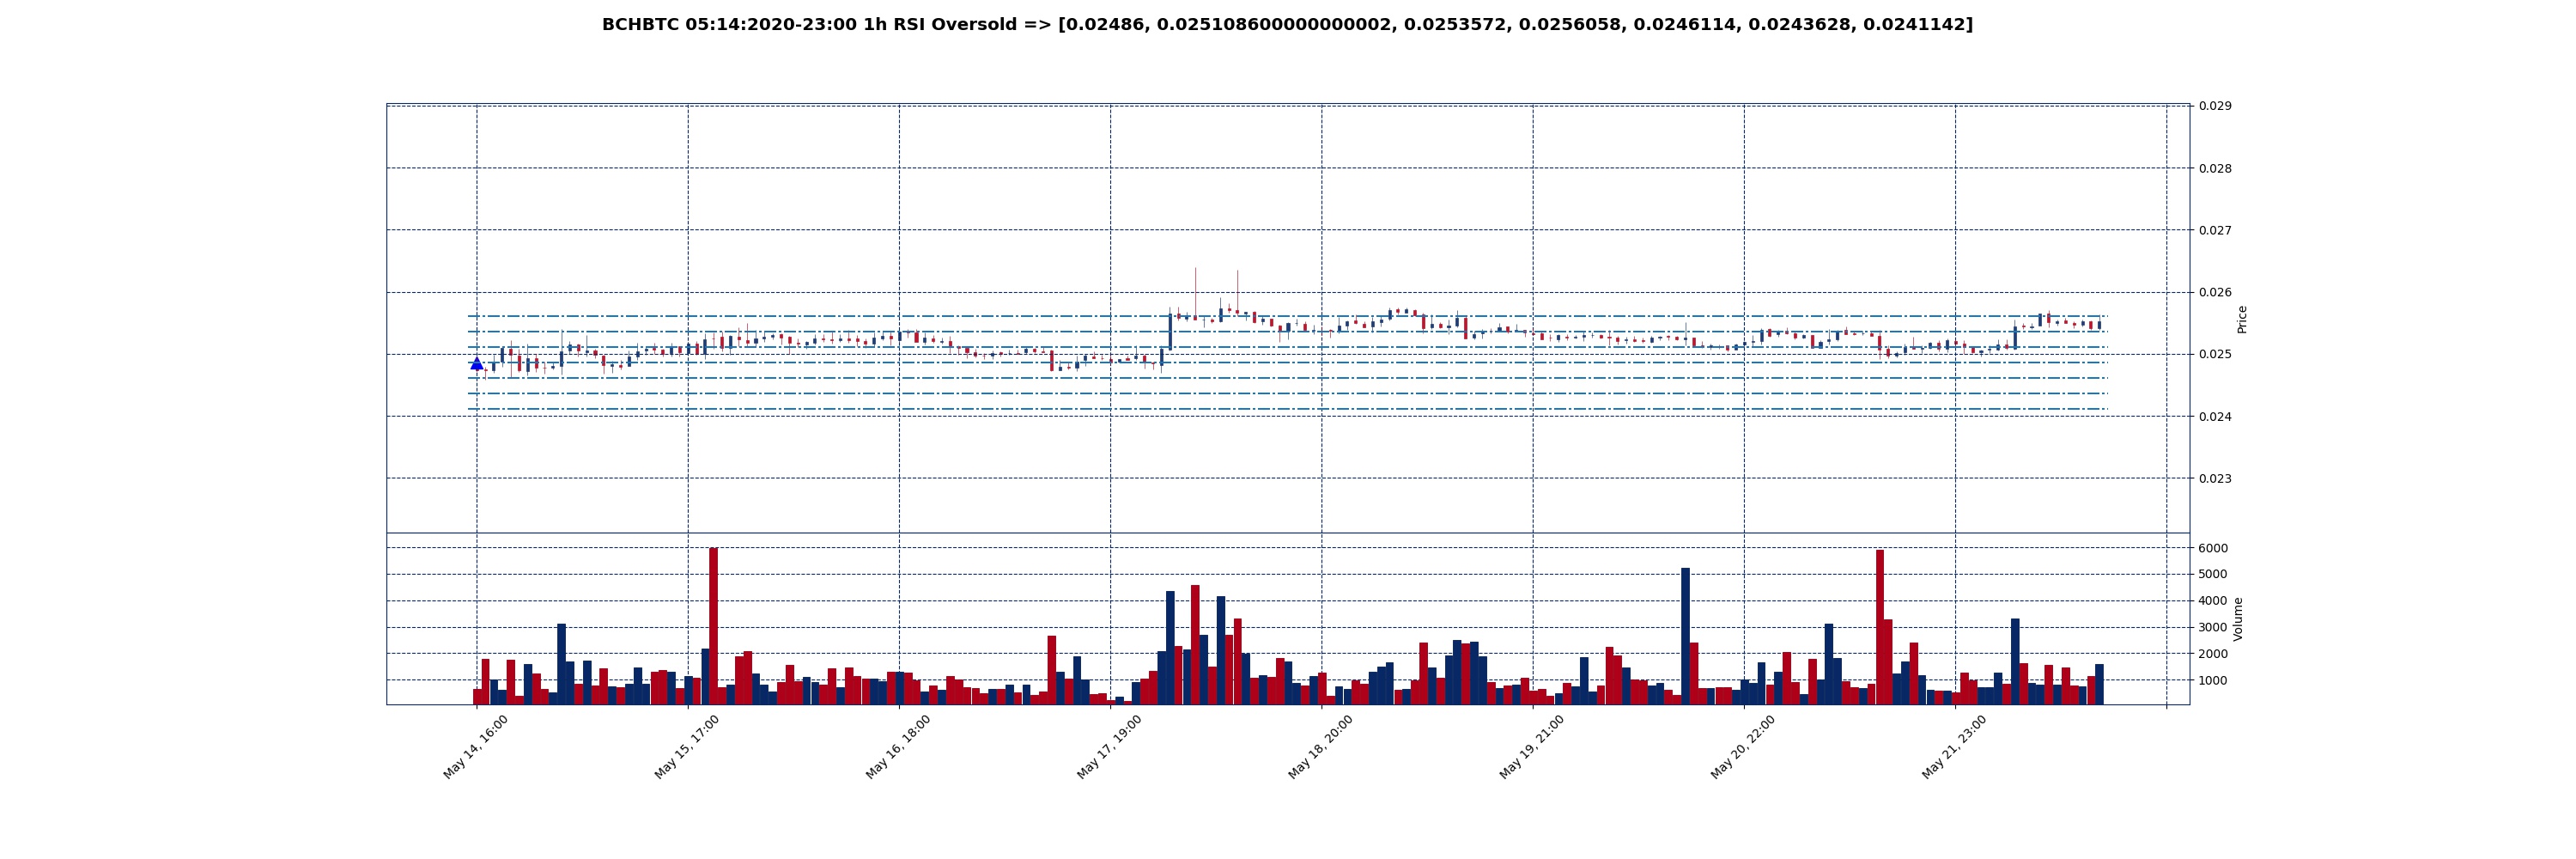 BCHBTC 05:14:2020-23:00 1h RSI Oversold => [0.02486, 0.025108600000000002, 0.0253572, 0.0256058, 0.0246114, 0.0243628, 0.0241142]
0.029
0.028
0.027
0.026
0.025
0.024
0.023
Price
6000
5000
4000
3000
2000
1000
Volume
May 14, 16:00
May 15, 17:00
May 16, 18:00
May 17, 19:00
May 18, 20:00
May 19, 21:00
May 20, 22:00
May 21, 23:00